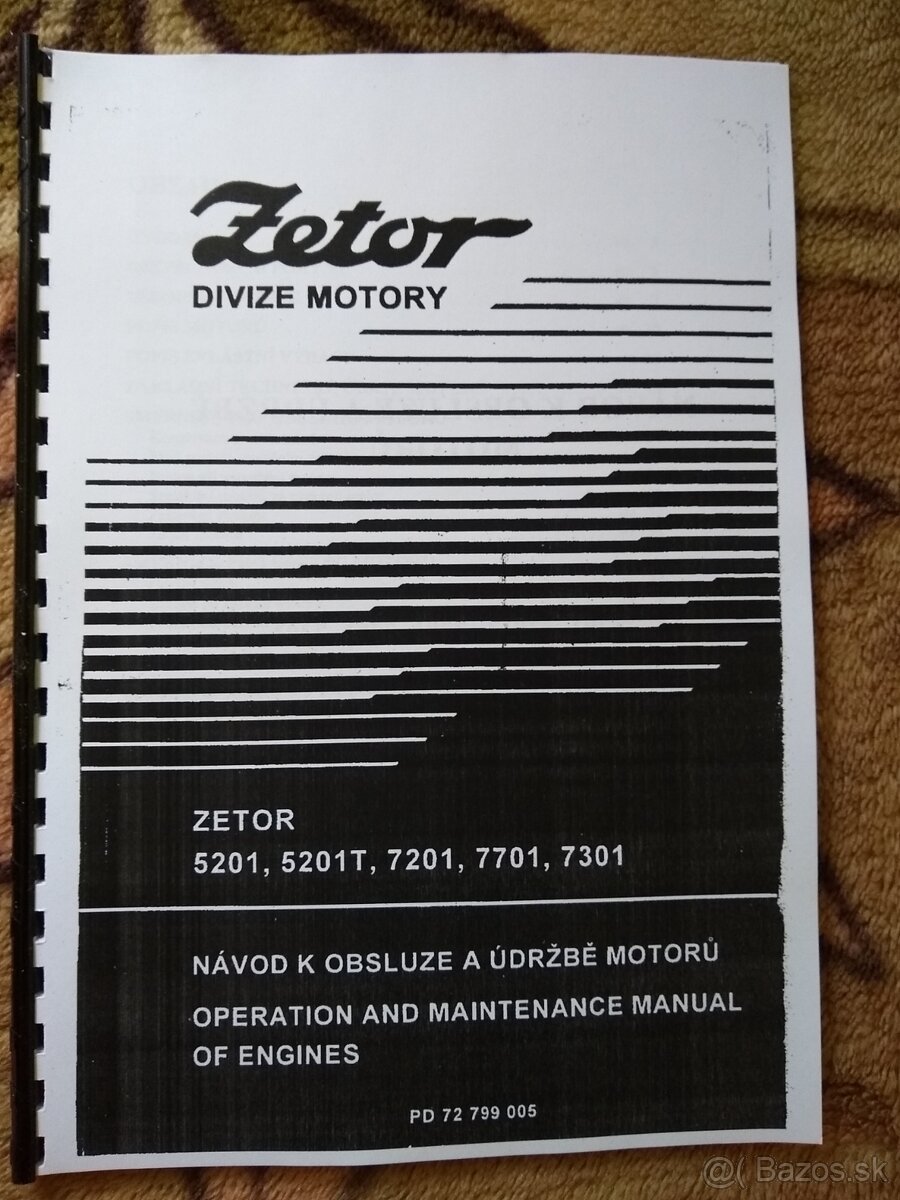 Zetor
DIVIZE MOTORY
ZETOR
5201, 5201T, 7201, 7701, 7301
NÁVOD K OBSLUZE A ÚDRŽBĚ MOTORŮ
OPERATION AND MAINTENANCE MANUAL
OF ENGINES
PD 72 799 005
@( Bazos.sk